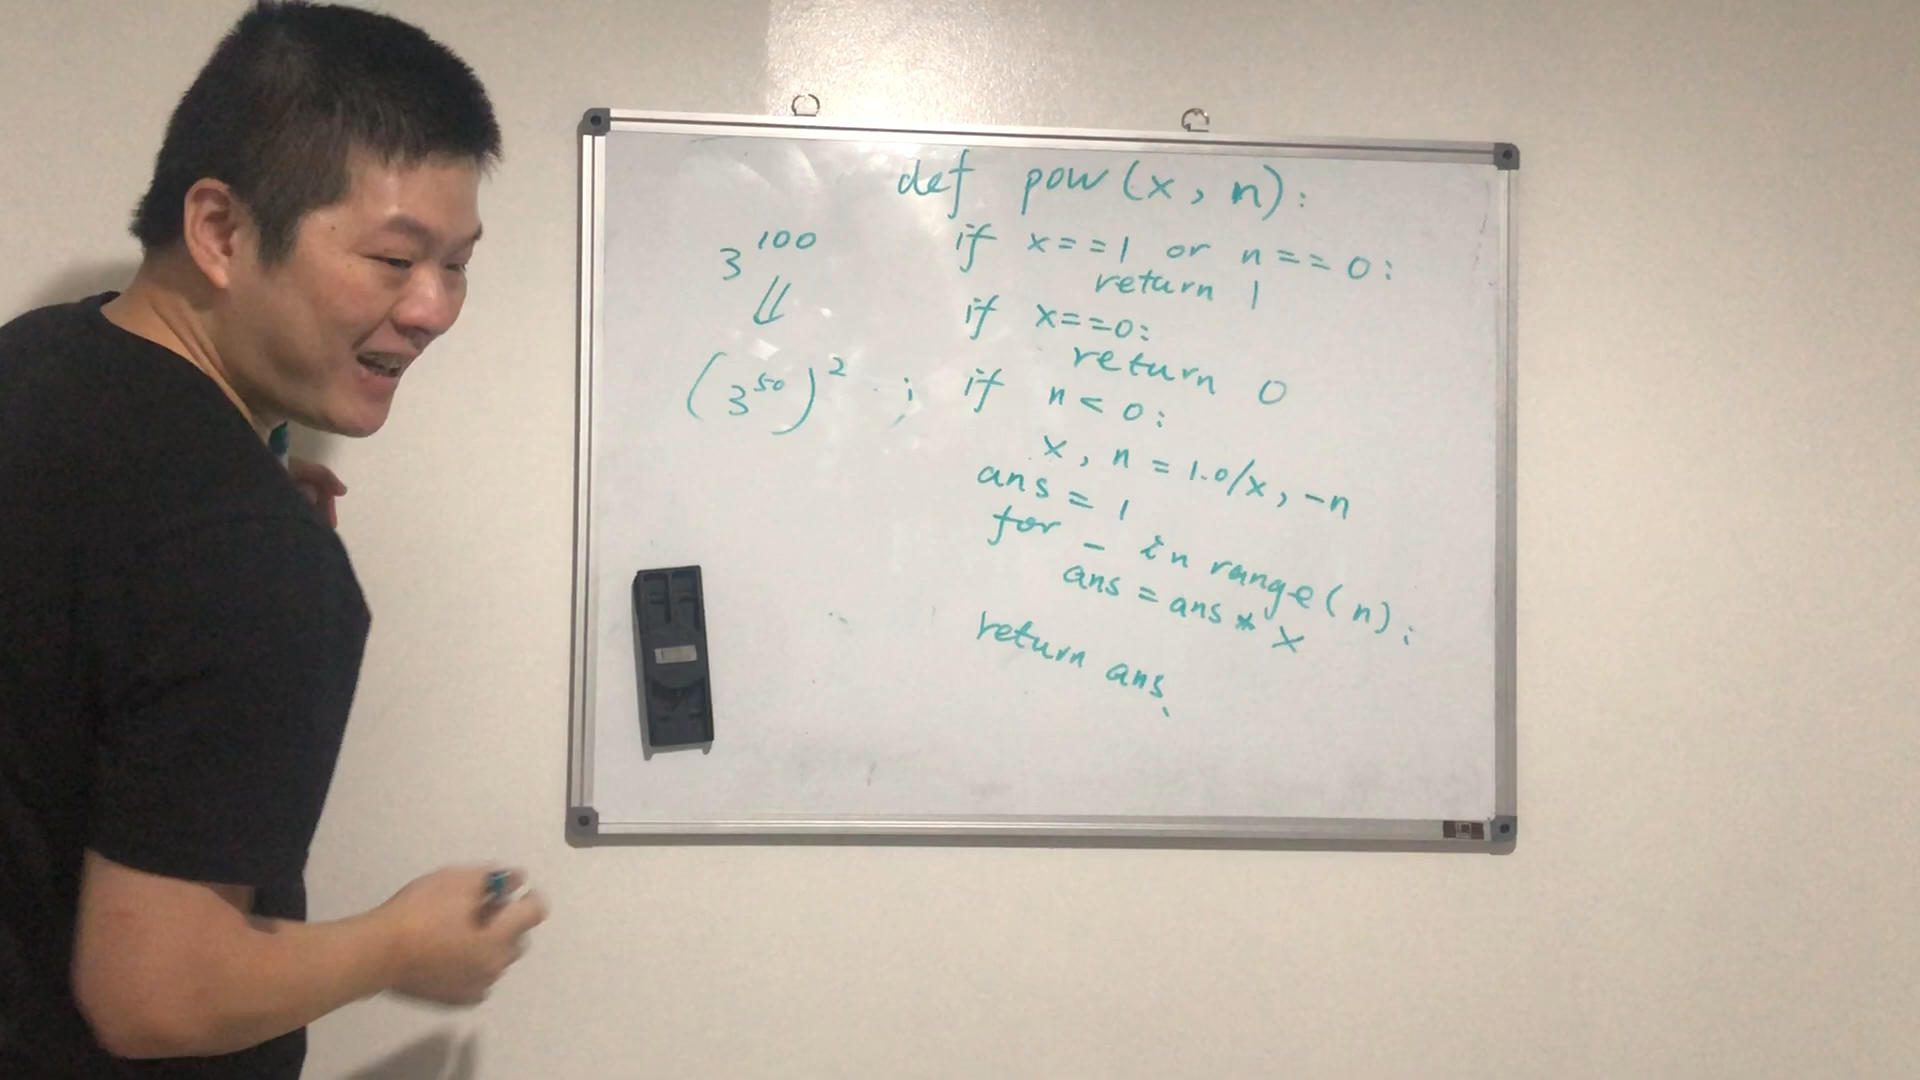 def pow(x, n):
if x==1 or n==0:
return 1
if x==0:
return 0
if n<0:
x, n = 1.0/x, -n
ans = 1
for _ in range(n):
ans = ans * x
return ans
3^100
⇓
(3^50)^2 ;